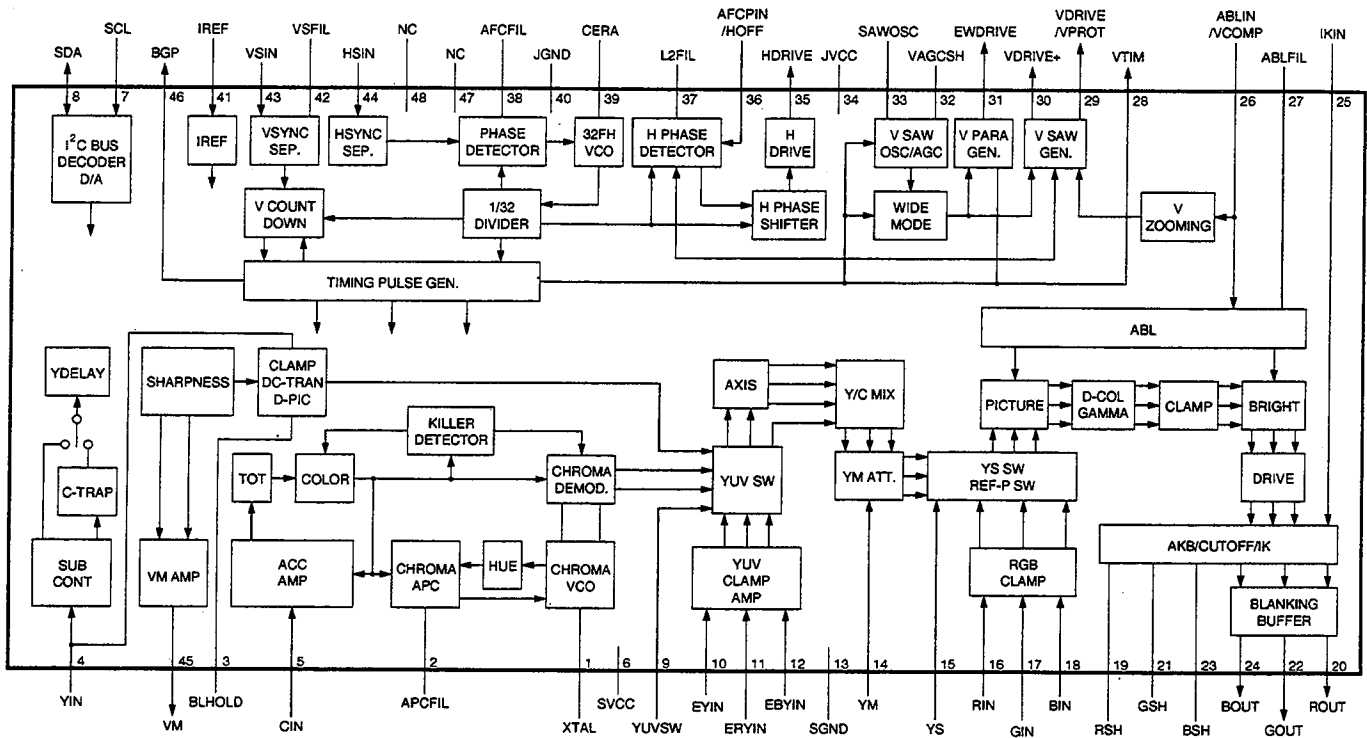 AFCPIN
/HOFF
VDRIVE
/VPROT
ABLIN
/VCOMP
SCL
IREF
VSFIL
NC
AFCFIL
CERA
SAWOSC
EWDRIVE
IKIN
SDA
BGP
VSIN
HSIN
NC
JGND
L2FIL
HDRIVE
JVCC
VAGCSH
VDRIVE+
VTIM
ABLFIL
8
7
46
41
43
42
44
48
47
38
40
39
37
36
35
34
33
32
31
30
29
28
26
27
25
I2C BUS
DECODER
D/A
IREF
VSYNC
SEP.
HSYNC
SEP.
PHASE
DETECTOR
32FH
VCO
H PHASE
DETECTOR
H
DRIVE
V SAW
OSC/AGC
V PARA
GEN.
V SAW
GEN.
V COUNT
DOWN
1/32
DIVIDER
H PHASE
SHIFTER
WIDE
MODE
V
ZOOMING
TIMING PULSE GEN.
ABL
YDELAY
SHARPNESS
CLAMP
DC-TRAN
D-PIC
AXIS
Y/C MIX
PICTURE
D-COL
GAMMA
CLAMP
BRIGHT
KILLER
DETECTOR
C-TRAP
TOT
COLOR
CHROMA
DEMOD.
YUV SW
YM ATT.
YS SW
REF-P SW
DRIVE
SUB
CONT
VM AMP
ACC
AMP
CHROMA
APC
HUE
CHROMA
VCO
YUV
CLAMP
AMP
RGB
CLAMP
AKB/CUTOFF/IK
BLANKING
BUFFER
4
45
3
5
2
1
6
9
10
11
12
13
14
15
16
17
18
19
21
23
24
22
20
YIN
BLHOLD
APCFIL
SVCC
EYIN
EBYIN
YM
RIN
BIN
GSH
BOUT
ROUT
VM
CIN
XTAL
YUVSW
ERYIN
SGND
YS
GIN
RSH
BSH
GOUT